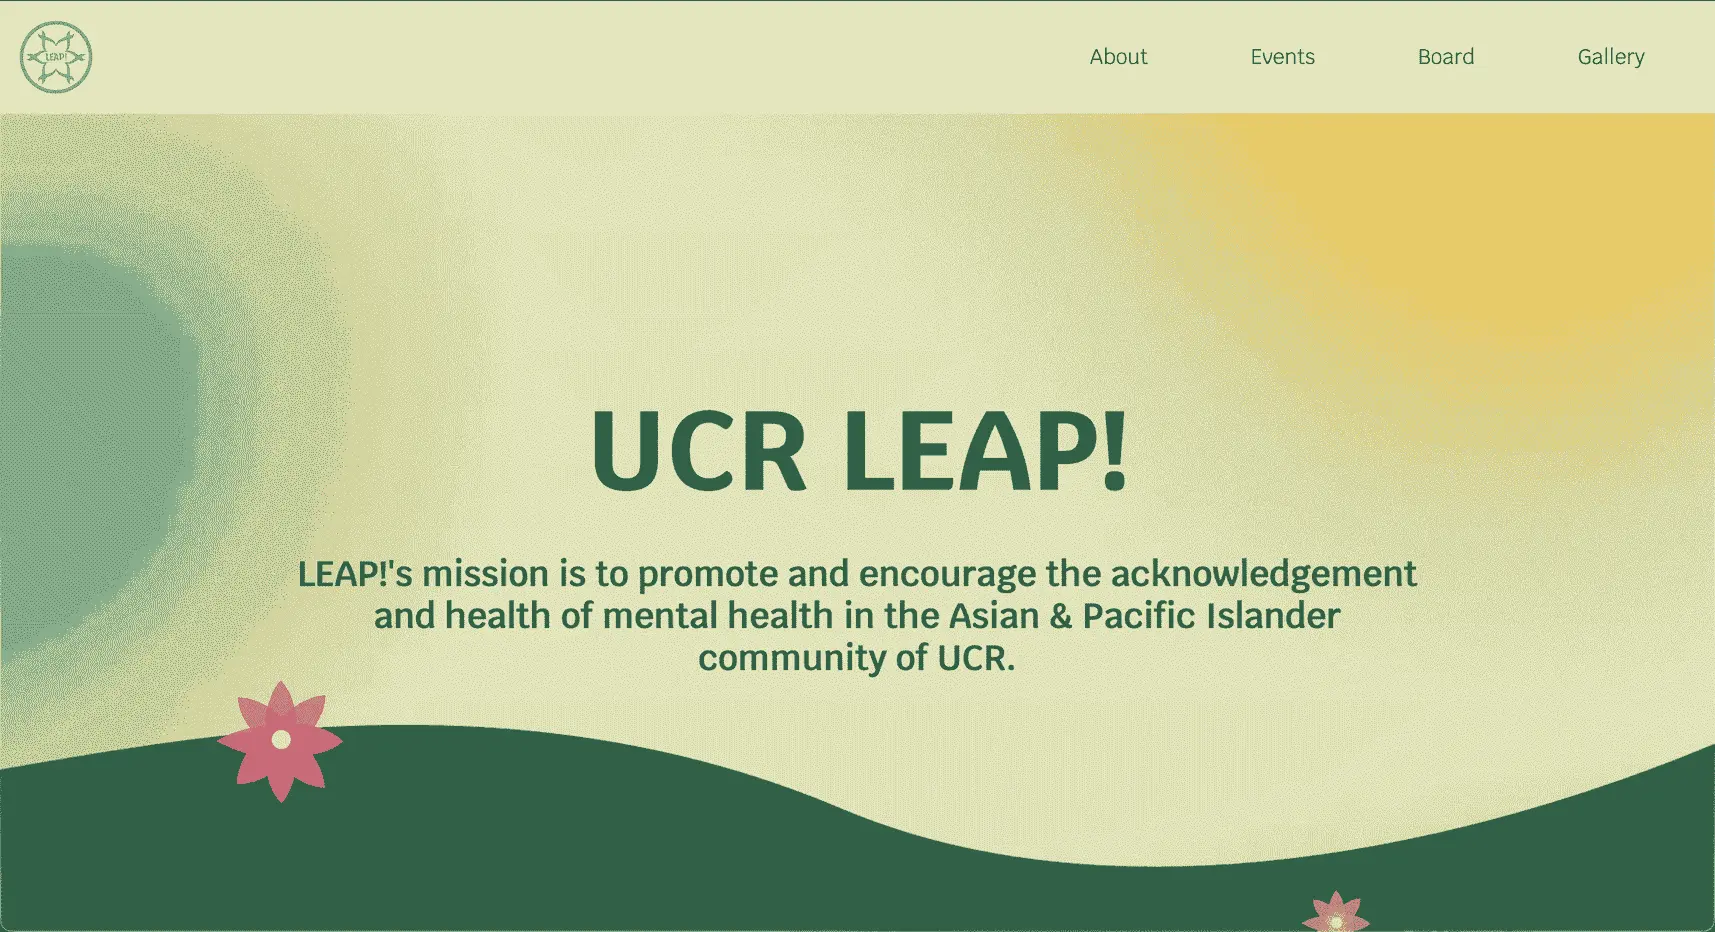 LEAP!
About
Events
Board
Gallery
UCR LEAP!
LEAP!'s mission is to promote and encourage the acknowledgement
and health of mental health in the Asian & Pacific Islander
community of UCR.